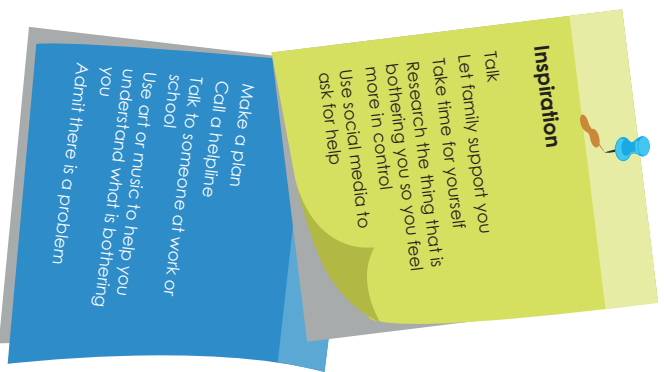 Inspiration
Talk
Let family support you
Take time for yourself
Research the thing that is
bothering you so you feel
more in control
Use social media to
ask for help
Make a plan
Call a helpline
Talk to someone at work or
school
Use art or music to help you
understand what is bothering
you
Admit there is a problem